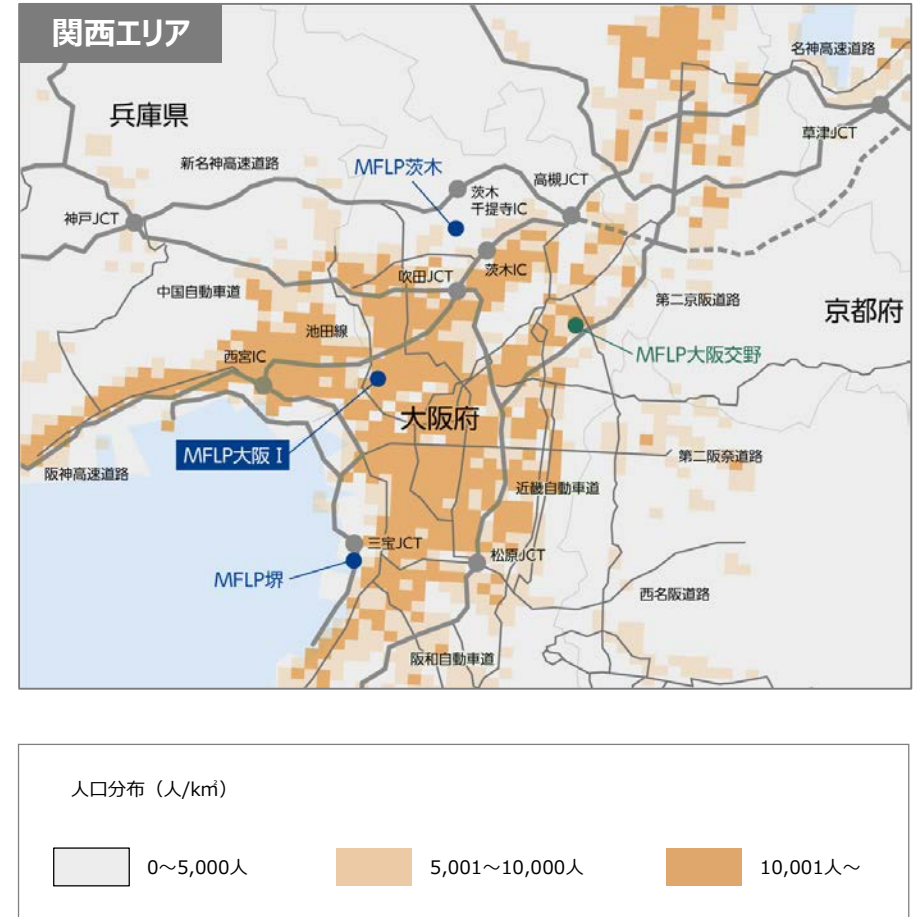 関西エリア
名神高速道路
兵庫県
草津JCT
新名神高速道路
MFLP茨木
高槻JCT
茨木
千提寺IC
神戸JCT
茨木IC
吹田JCT
中国自動車道
第二京阪道路
京都府
池田線
西宮IC
MFLP大阪交野
大阪府
MFLP大阪Ⅰ
第二阪奈道路
阪神高速道路
近畿自動車道
三宝JCT
松原JCT
MFLP堺
西名阪道路
阪和自動車道
人口分布（人/k㎡）
0～5,000人
5,001～10,000人
10,001人～